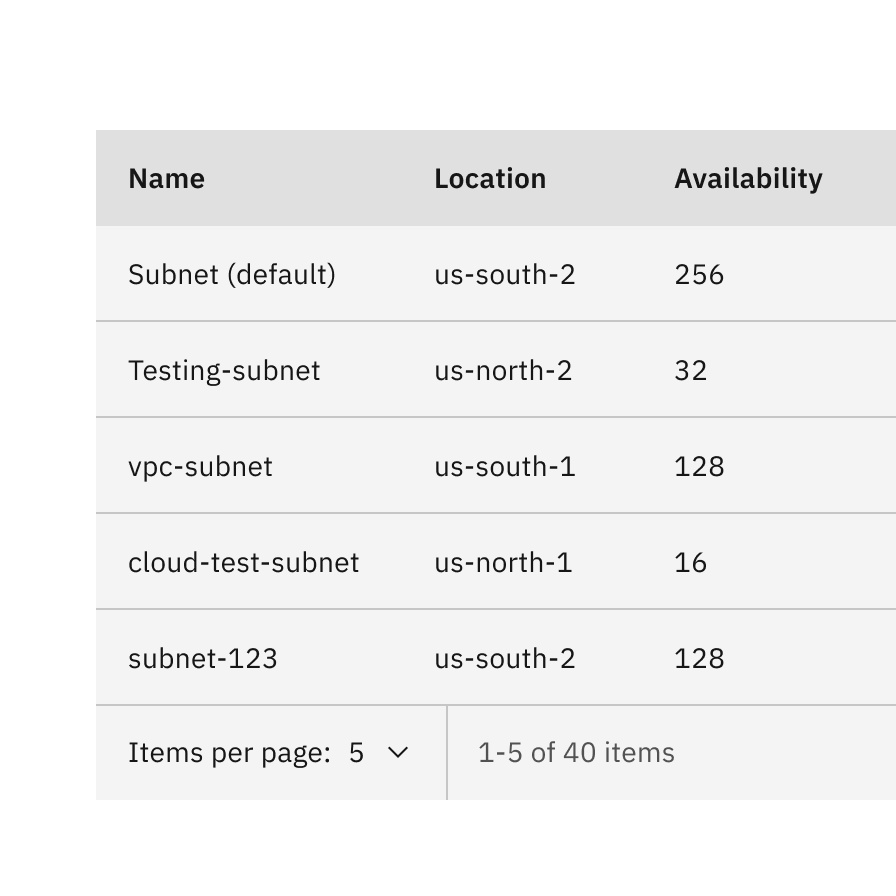 Name Location Availability
Subnet (default) us-south-2 256
Testing-subnet us-north-2 32
vpc-subnet us-south-1 128
cloud-test-subnet us-north-1 16
subnet-123 us-south-2 128
Items per page: 5 1-5 of 40 items